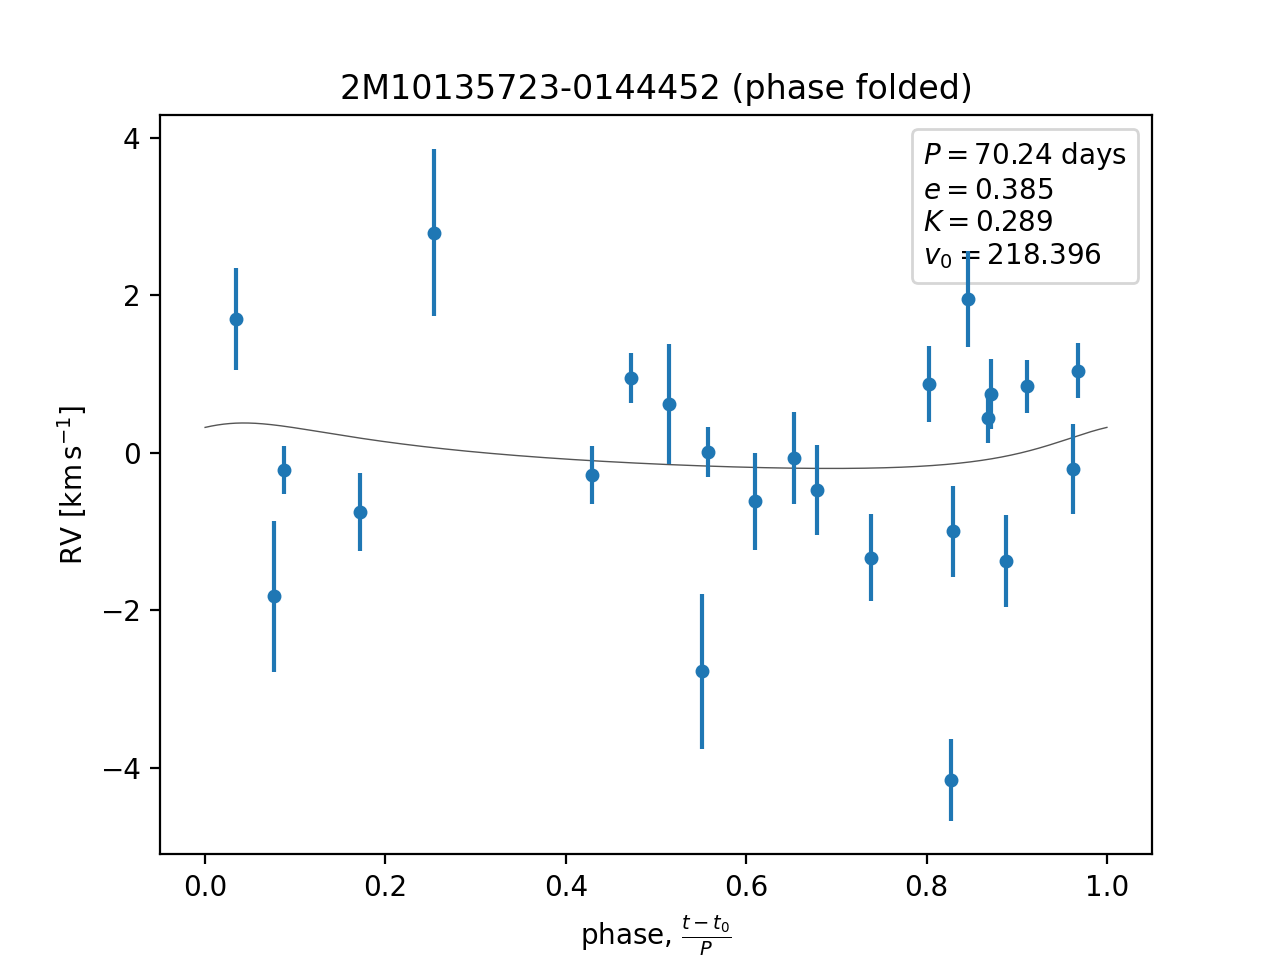 2M10135723-0144452 (phase folded)
P = 70.24 days
e = 0.385
K = 0.289
v₀ = 218.396
RV [km s⁻¹]
4
2
0
−2
−4
0.0 0.2 0.4 0.6 0.8 1.0
phase, (t − t₀)/P